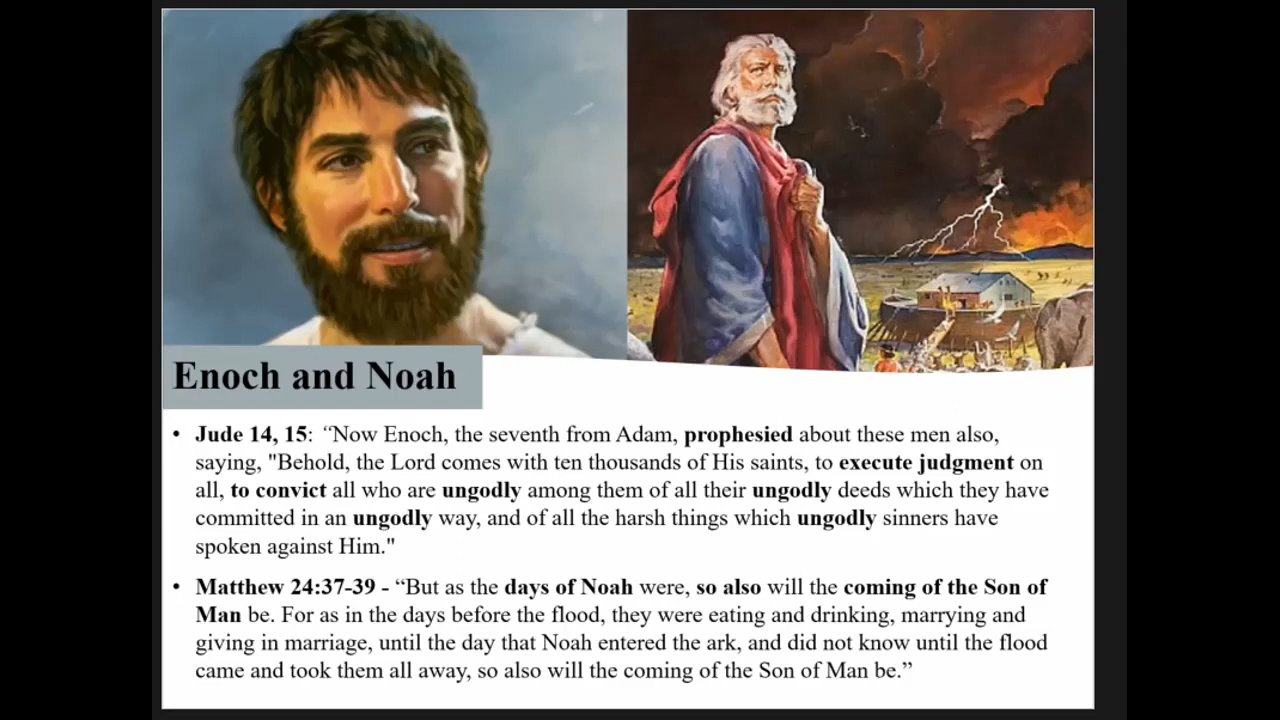 Enoch and Noah
• Jude 14, 15: “Now Enoch, the seventh from Adam, prophesied about these men also,
saying, "Behold, the Lord comes with ten thousands of His saints, to execute judgment on
all, to convict all who are ungodly among them of all their ungodly deeds which they have
committed in an ungodly way, and of all the harsh things which ungodly sinners have
spoken against Him."
• Matthew 24:37-39 - “But as the days of Noah were, so also will the coming of the Son of
Man be. For as in the days before the flood, they were eating and drinking, marrying and
giving in marriage, until the day that Noah entered the ark, and did not know until the flood
came and took them all away, so also will the coming of the Son of Man be.”